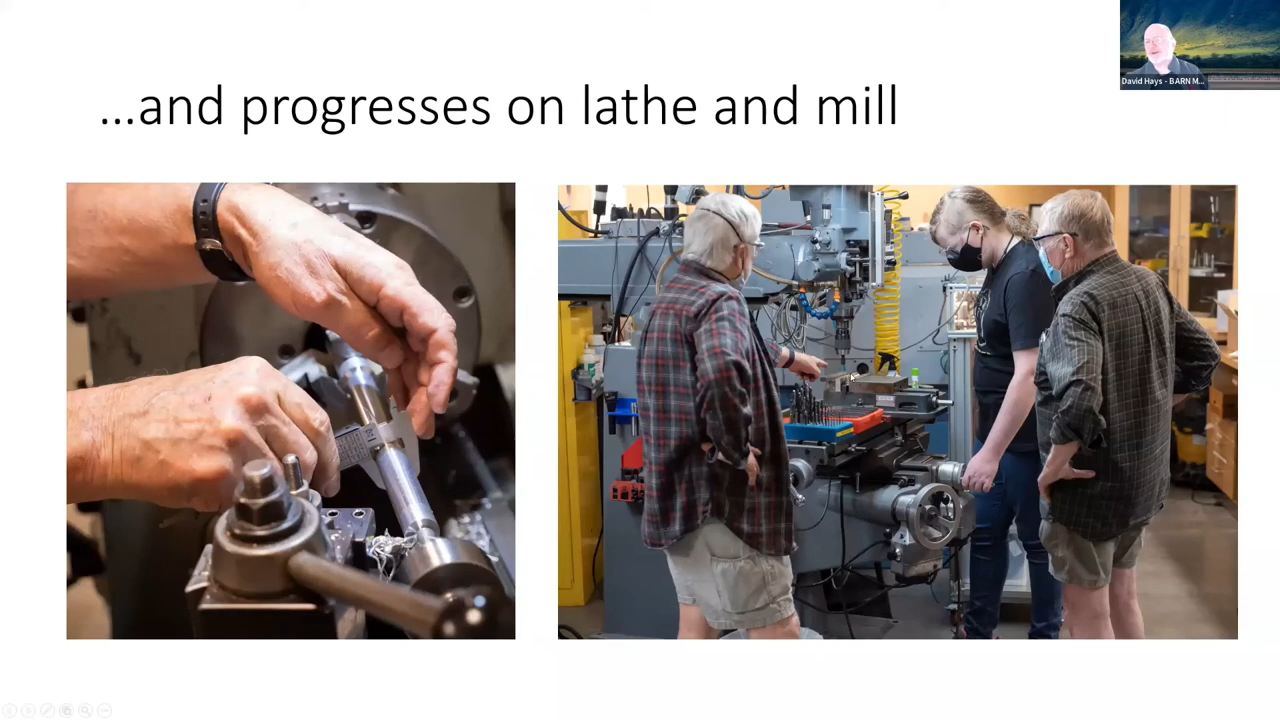 David Hays - BARN M...
...and progresses on lathe and mill